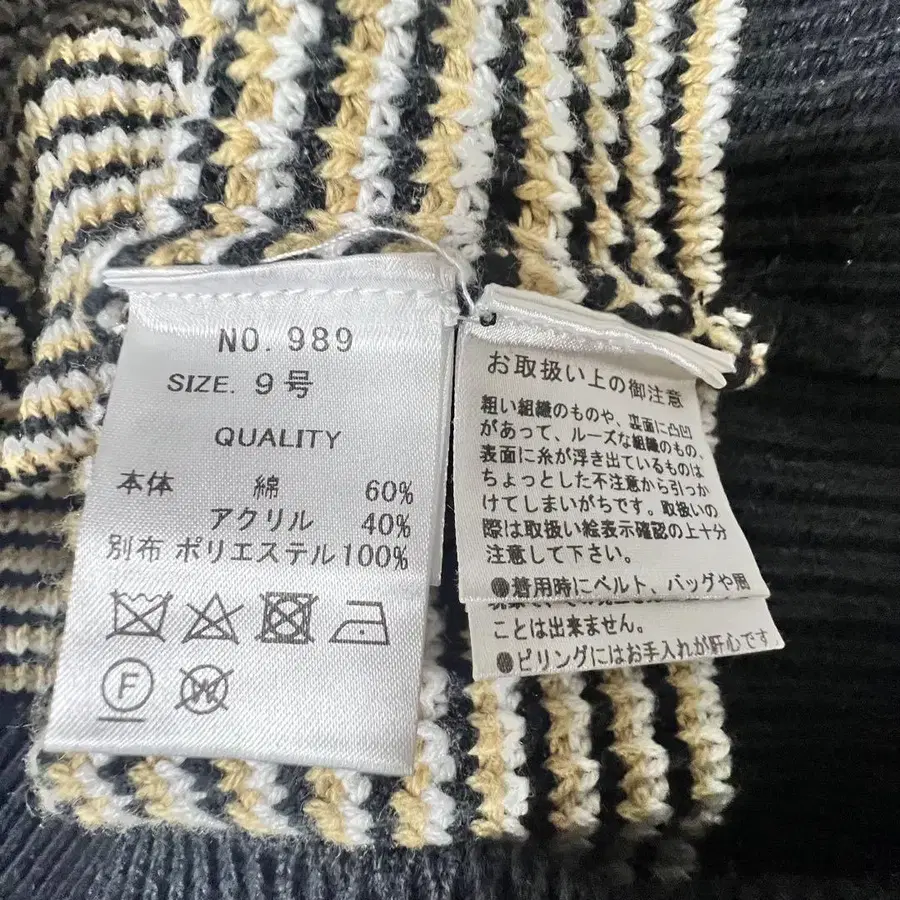 NO. 989
SIZE. 9号
QUALITY
本体 綿 60%
アクリル 40%
別布 ポリエステル 100%
F
W
お取扱い上の御注意
粗い組織のものや、裏面に凸凹
があって、ルーズな組織のもの、
表面に糸が浮き出ているものは
ちょっとした不注意から引っか
けてしまいがちです。取扱いの
際は取扱い絵表示確認の上十分
注意して下さい。
●着用時にベルト、バッグや用
ことは出来ません。
●ピリングにはお手入れが肝心です